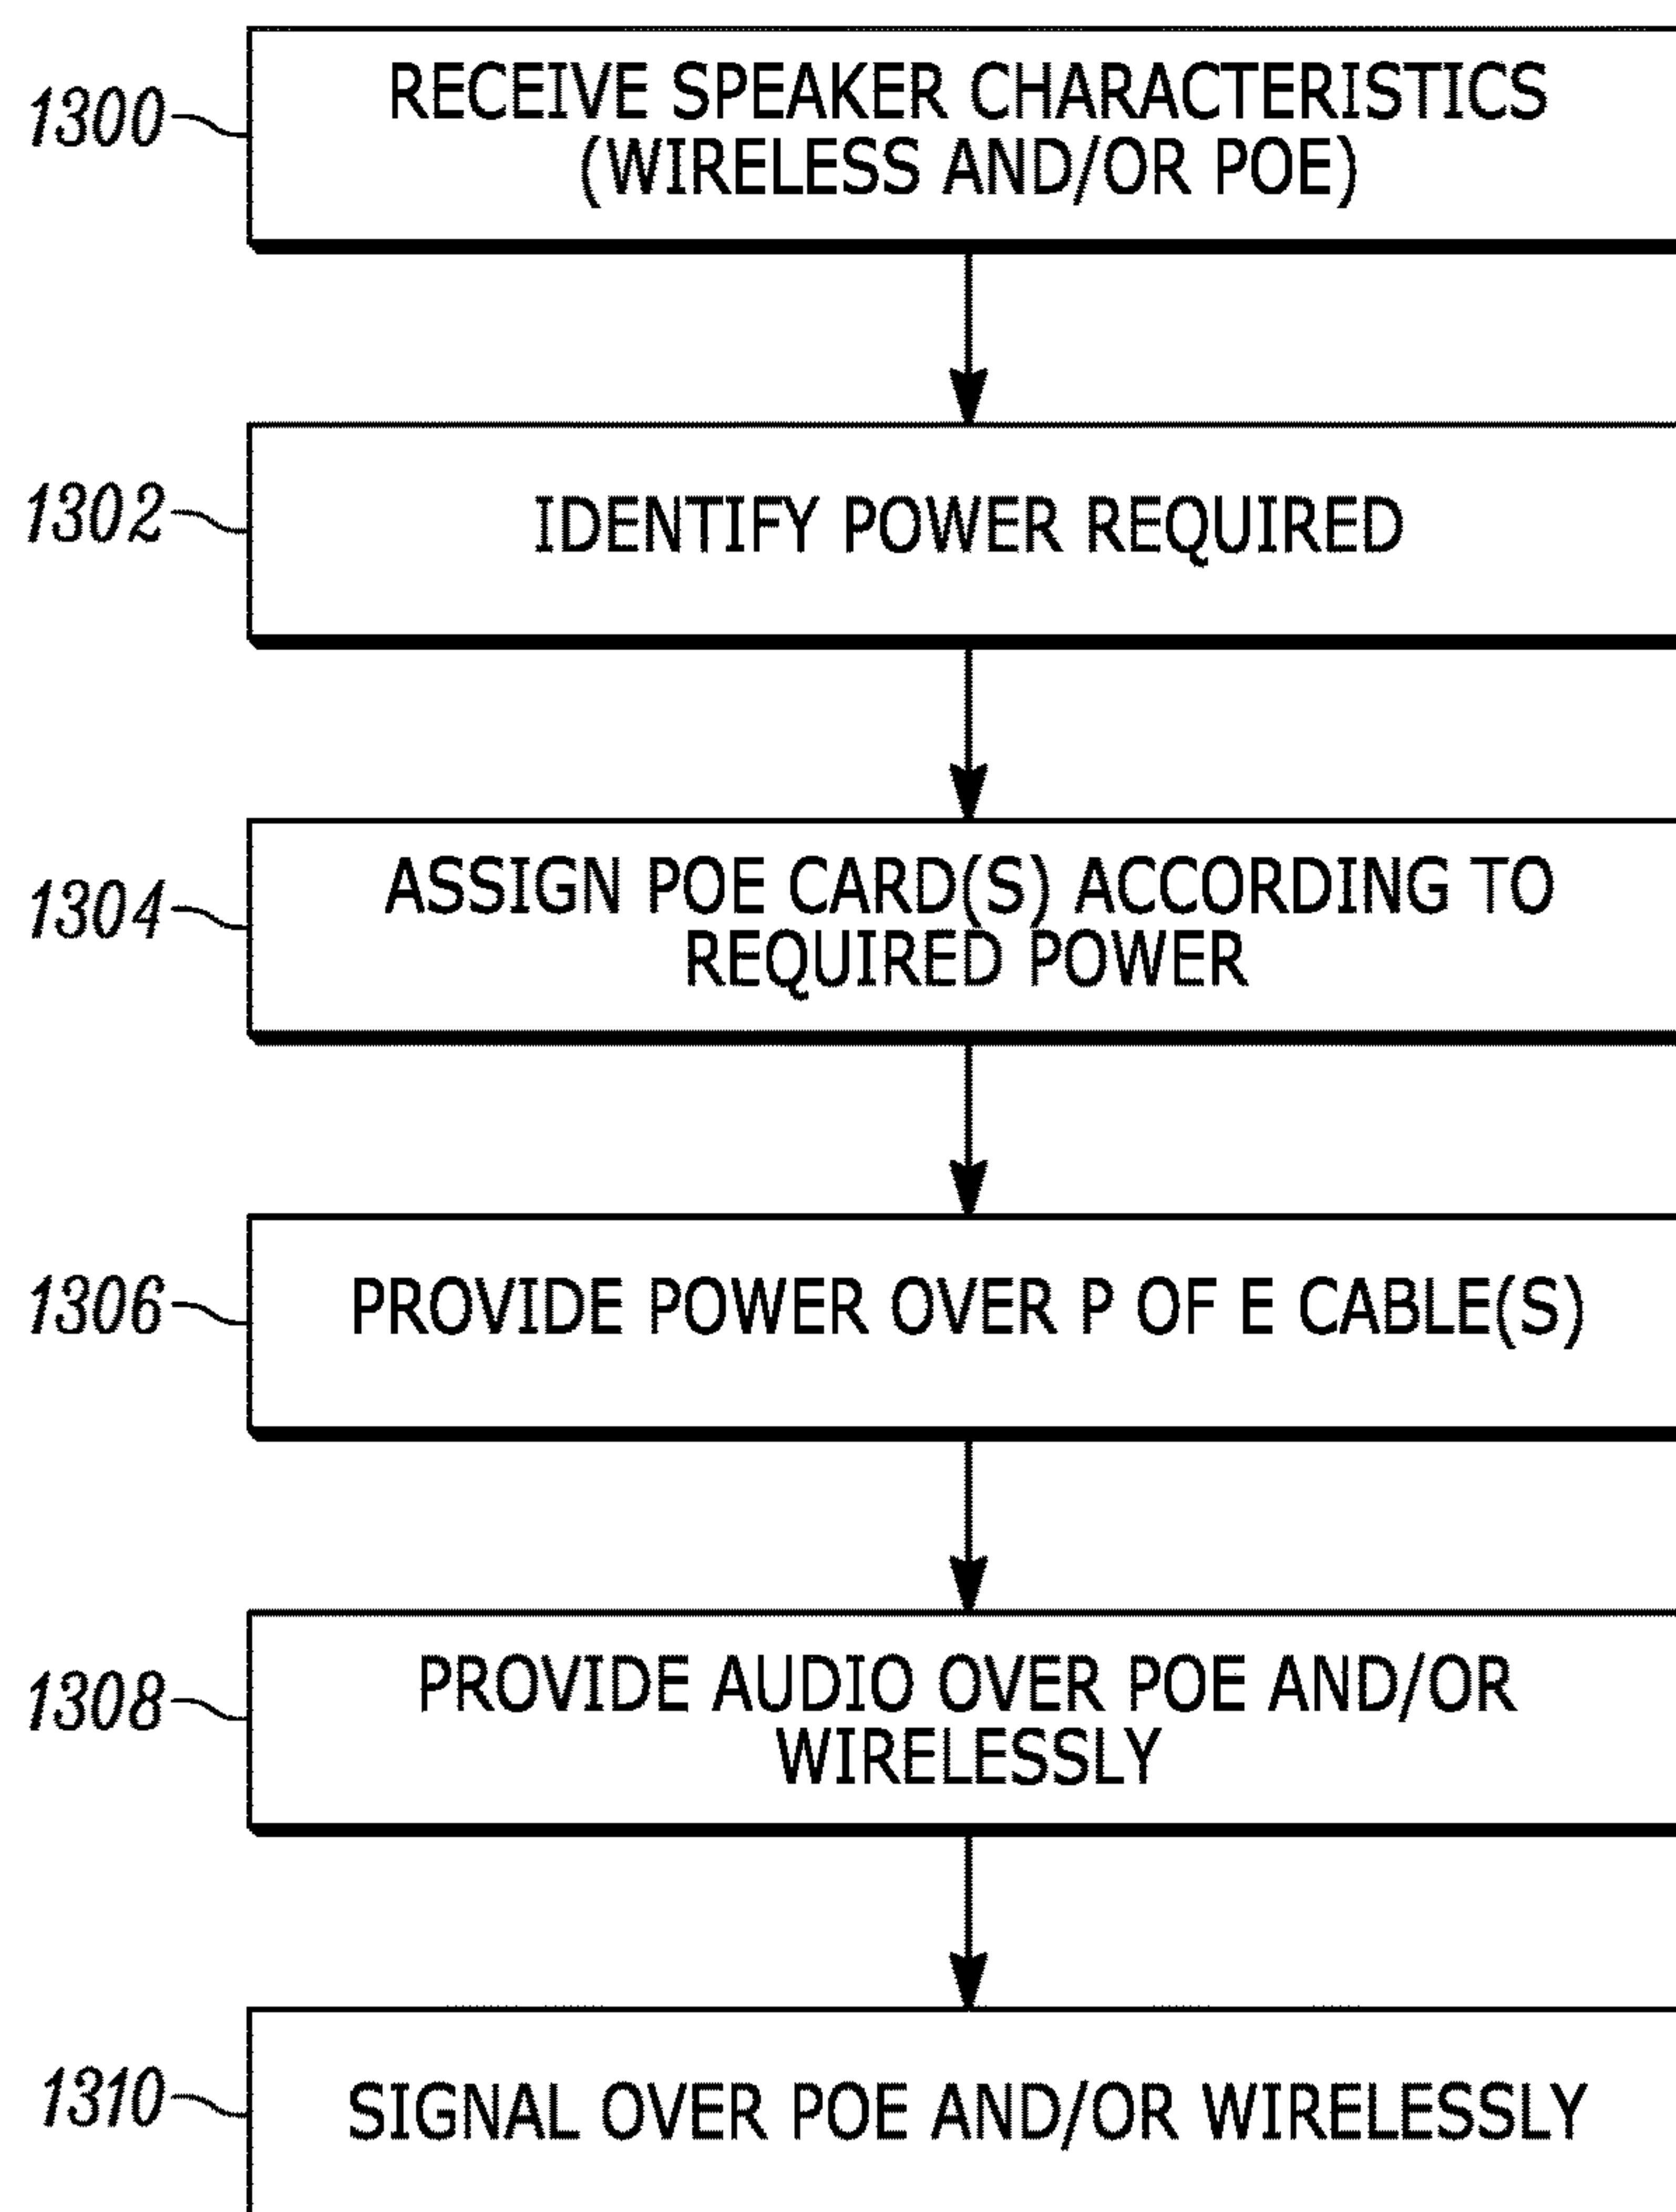 1300
RECEIVE SPEAKER CHARACTERISTICS
(WIRELESS AND/OR POE)
1302
IDENTIFY POWER REQUIRED
1304
ASSIGN POE CARD(S) ACCORDING TO
REQUIRED POWER
1306
PROVIDE POWER OVER P OF E CABLE(S)
1308
PROVIDE AUDIO OVER POE AND/OR
WIRELESSLY
1310
SIGNAL OVER POE AND/OR WIRELESSLY